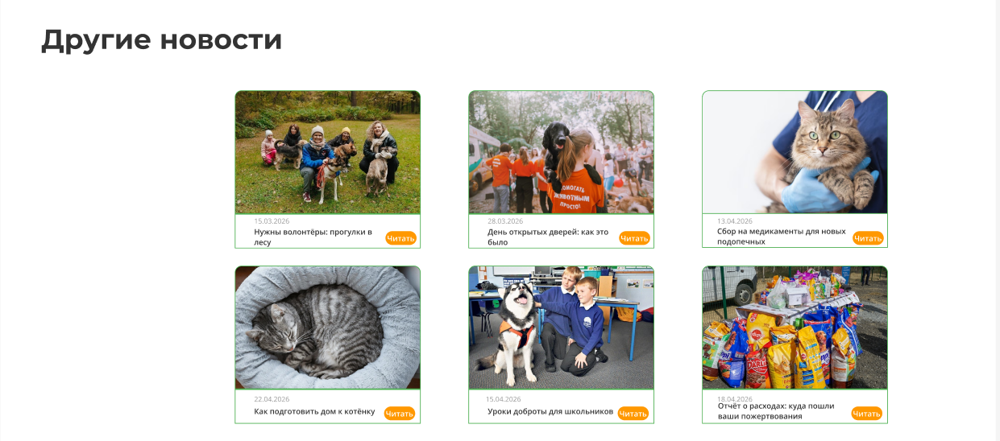 Другие новости
15.03.2026
Нужны волонтёры: прогулки в
лесу
Читать
ПОМОГАТЬ
ЖИВОТНЫМ
ПРОСТО!
28.03.2026
День открытых дверей: как это
было
Читать
13.04.2026
Сбор на медикаменты для новых
подопечных
Читать
22.04.2026
Как подготовить дом к котёнку
Читать
15.04.2026
Уроки доброты для школьников
Читать
18.04.2026
Отчёт о расходах: куда пошли
ваши пожертвования
Читать